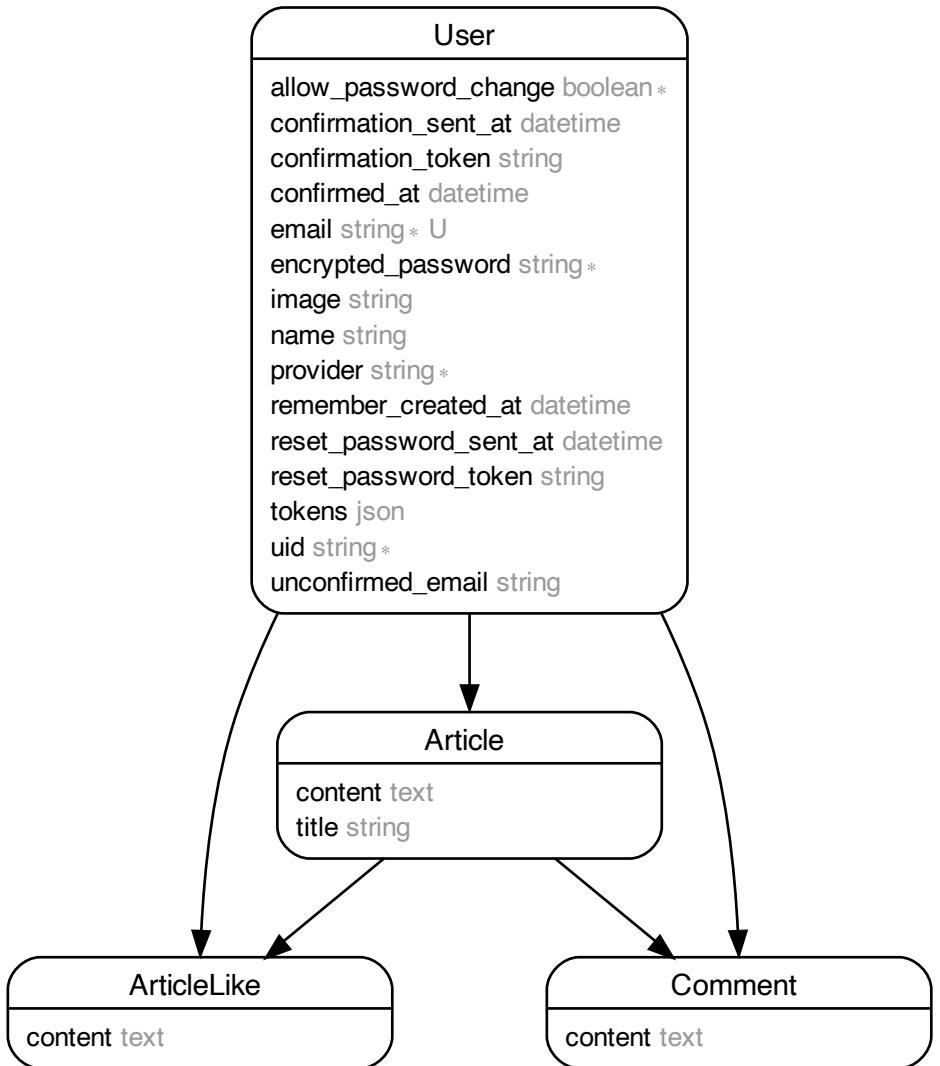 User
allow_password_change boolean ∗
confirmation_sent_at datetime
confirmation_token string
confirmed_at datetime
email string ∗ U
encrypted_password string ∗
image string
name string
provider string ∗
remember_created_at datetime
reset_password_sent_at datetime
reset_password_token string
tokens json
uid string ∗
unconfirmed_email string
Article
content text
title string
ArticleLike
content text
Comment
content text